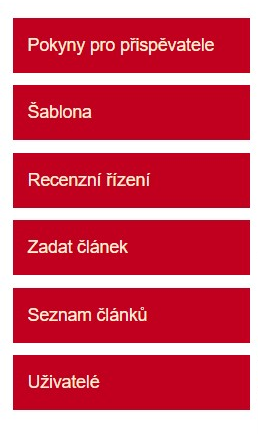 Pokyny pro přispěvatele
Šablona
Recenzní řízení
Zadat článek
Seznam článků
Uživatelé